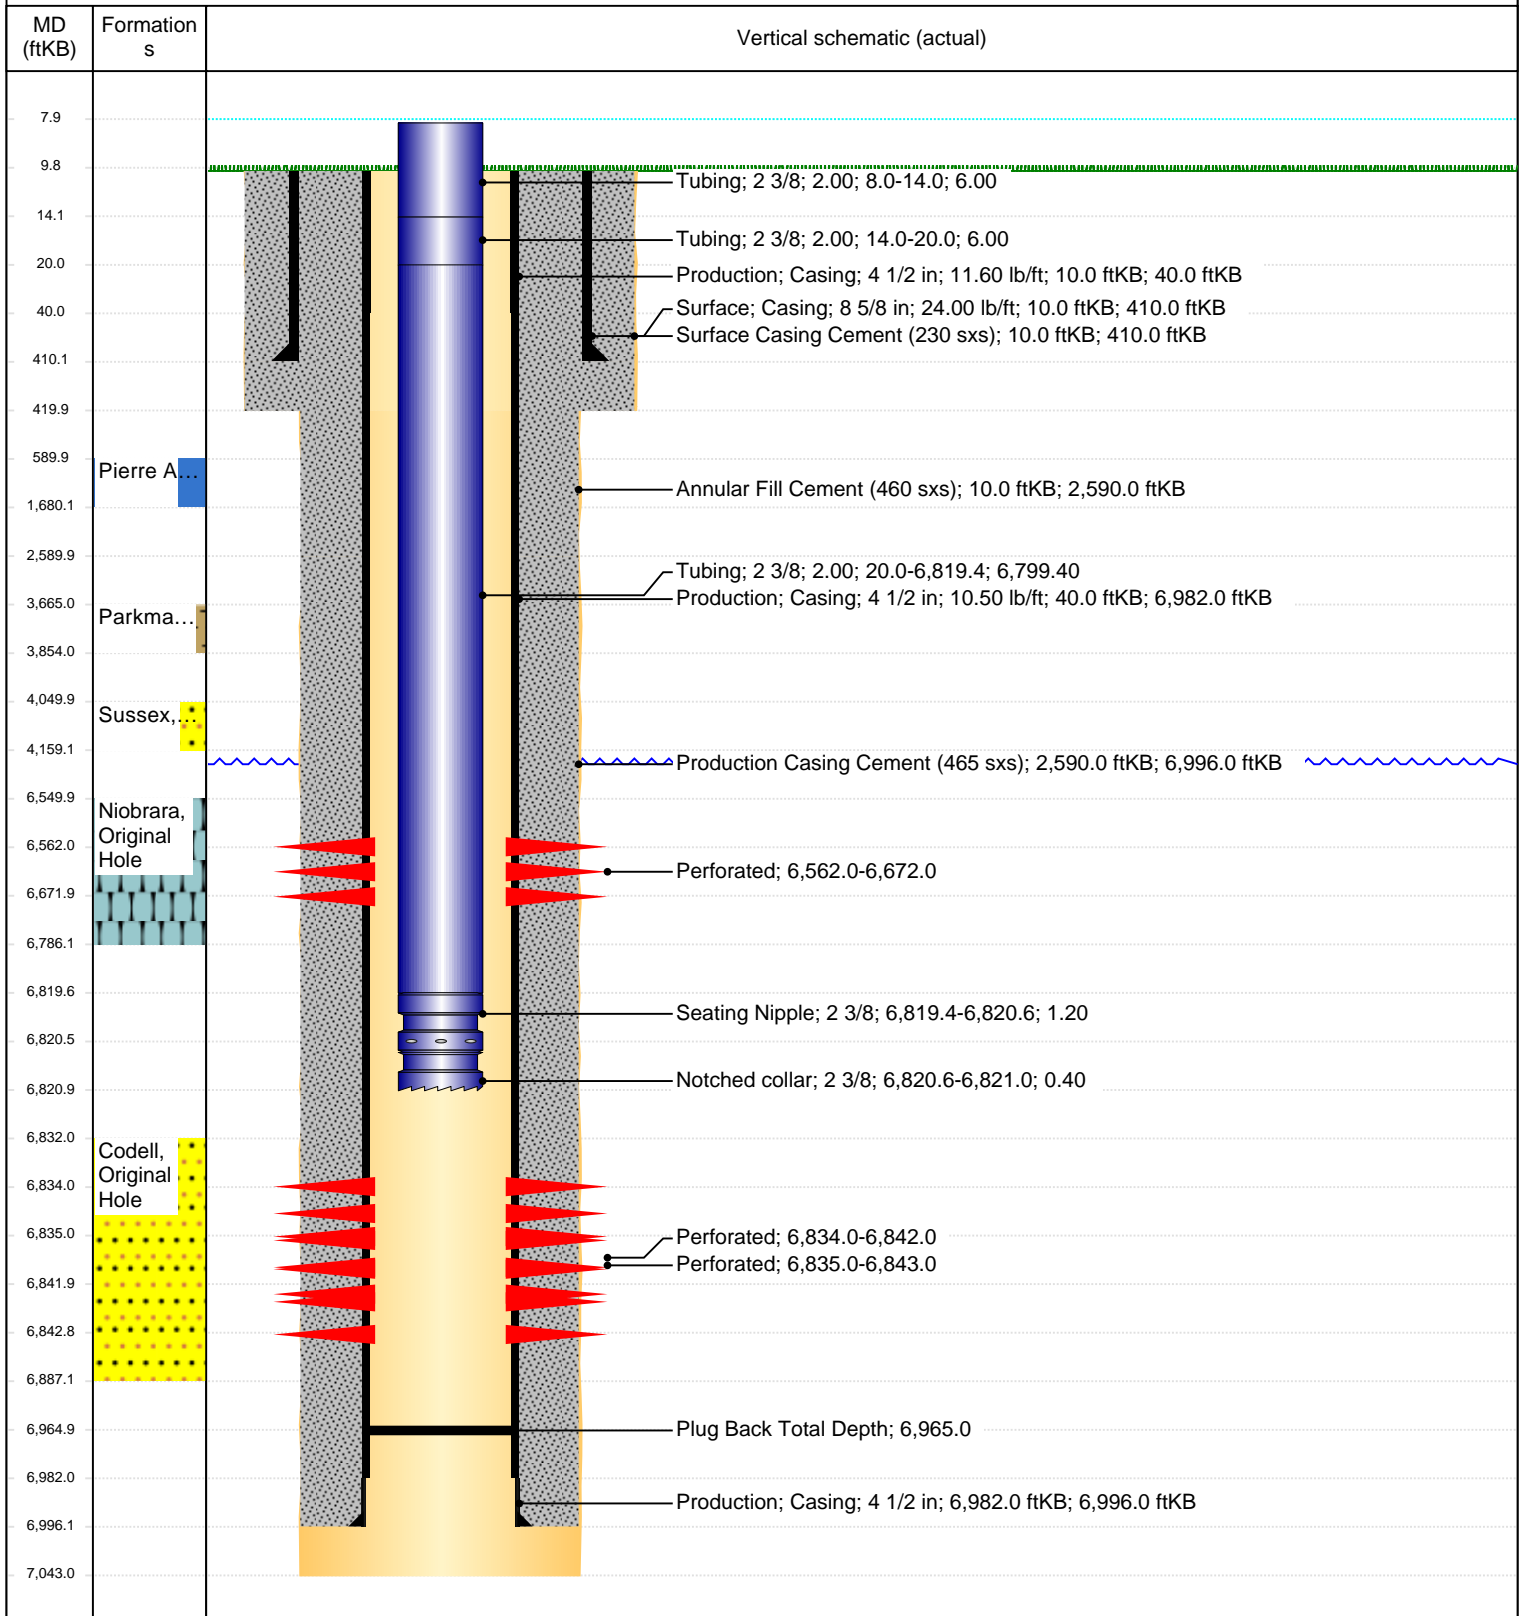 MD
(ftKB)
Formation
s
Vertical schematic (actual)
7.9
9.8
Tubing; 2 3/8; 2.00; 8.0-14.0; 6.00
14.1
Tubing; 2 3/8; 2.00; 14.0-20.0; 6.00
20.0
Production; Casing; 4 1/2 in; 11.60 lb/ft; 10.0 ftKB; 40.0 ftKB
Surface; Casing; 8 5/8 in; 24.00 lb/ft; 10.0 ftKB; 410.0 ftKB
40.0
Surface Casing Cement (230 sxs); 10.0 ftKB; 410.0 ftKB
410.1
419.9
589.9
Pierre A...
Annular Fill Cement (460 sxs); 10.0 ftKB; 2,590.0 ftKB
1,680.1
2,589.9
Tubing; 2 3/8; 2.00; 20.0-6,819.4; 6,799.40
Production; Casing; 4 1/2 in; 10.50 lb/ft; 40.0 ftKB; 6,982.0 ftKB
3,665.0
Parkma...
3,854.0
4,049.9
Sussex,...
4,159.1
Production Casing Cement (465 sxs); 2,590.0 ftKB; 6,996.0 ftKB
6,549.9
Niobrara,
Original
Hole
6,562.0
Perforated; 6,562.0-6,672.0
6,671.9
6,786.1
6,819.6
Seating Nipple; 2 3/8; 6,819.4-6,820.6; 1.20
6,820.5
Notched collar; 2 3/8; 6,820.6-6,821.0; 0.40
6,820.9
6,832.0
Codell,
Original
Hole
6,834.0
6,835.0
Perforated; 6,834.0-6,842.0
Perforated; 6,835.0-6,843.0
6,841.9
6,842.8
6,887.1
6,964.9
Plug Back Total Depth; 6,965.0
6,982.0
Production; Casing; 4 1/2 in; 6,982.0 ftKB; 6,996.0 ftKB
6,996.1
7,043.0